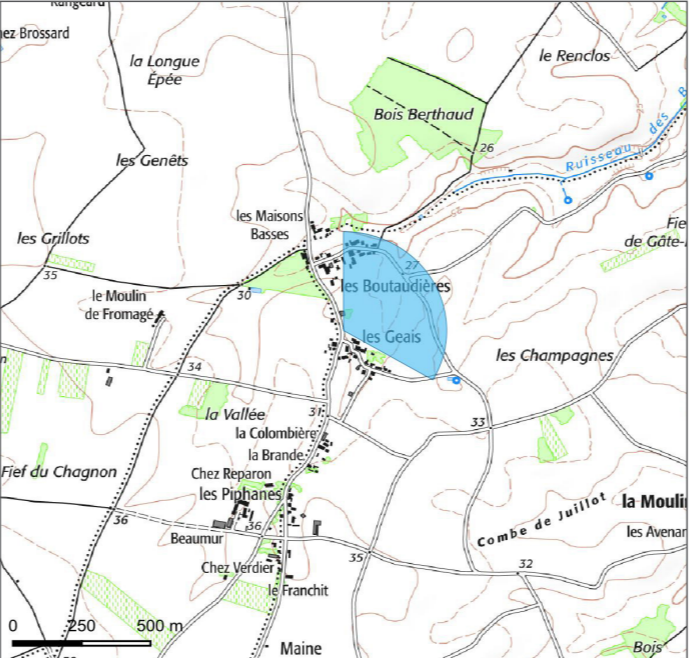 Rangeard
hez Brossard
la Longue
Épée
le Renclos
Bois Berthaud
26
Ruisseau des B
les Genêts
les Maisons
Basses
les Grillots
Fie
de Gâte-
35
27
30
les Boutaudières
le Moulin
de Fromagé
les Geais
les Champagnes
n
34
la Vallée
31
33
la Colombière
la Brande
Fief du Chagnon
Chez Reparon
les Piphanes
la Moulin
Combe de Juillot
36
36
les Avenar
Beaumur
35
32
Chez Verdier
le Franchit
0 250 500 m
Maine
Bois